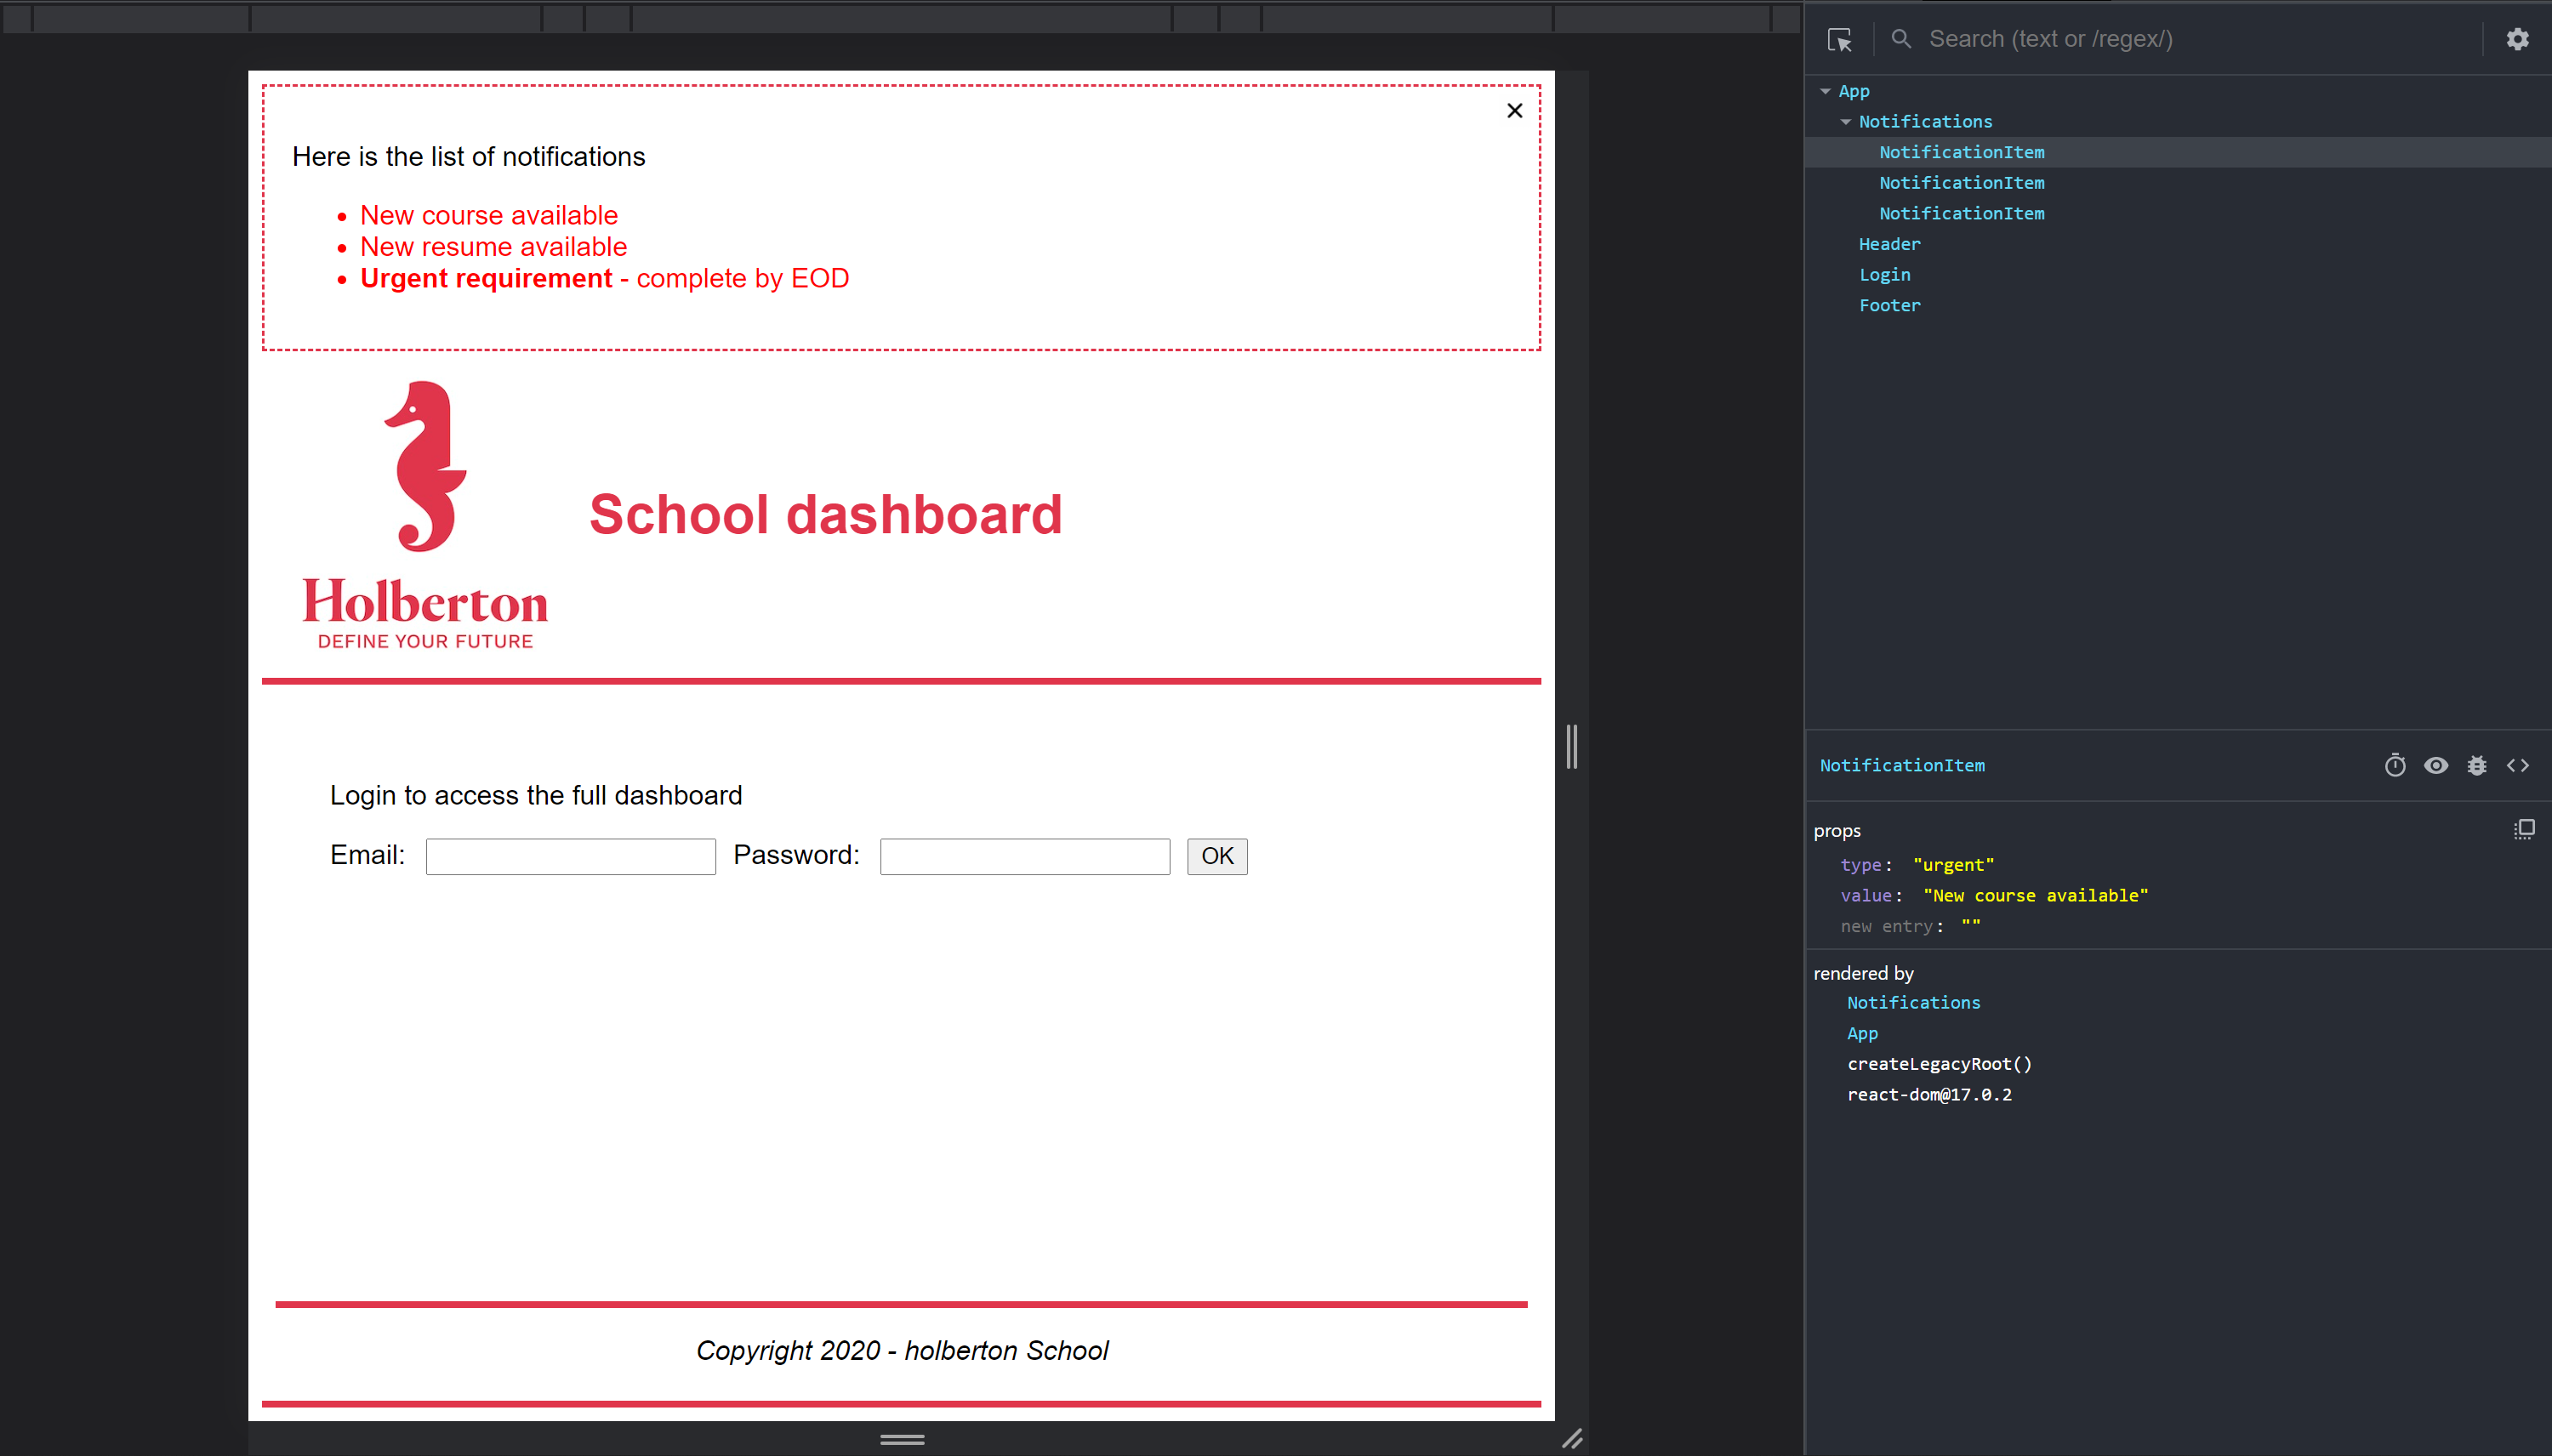 Here is the list of notifications
New course available
New resume available
Urgent requirement - complete by EOD
Holberton
DEFINE YOUR FUTURE
School dashboard
Login to access the full dashboard
Email: Password: OK
Copyright 2020 - holberton School
Search (text or /regex/)
App
Notifications
NotificationItem
NotificationItem
NotificationItem
Header
Login
Footer
NotificationItem
props
type: "urgent"
value: "New course available"
new entry: ""
rendered by
Notifications
App
createLegacyRoot()
react-dom@17.0.2